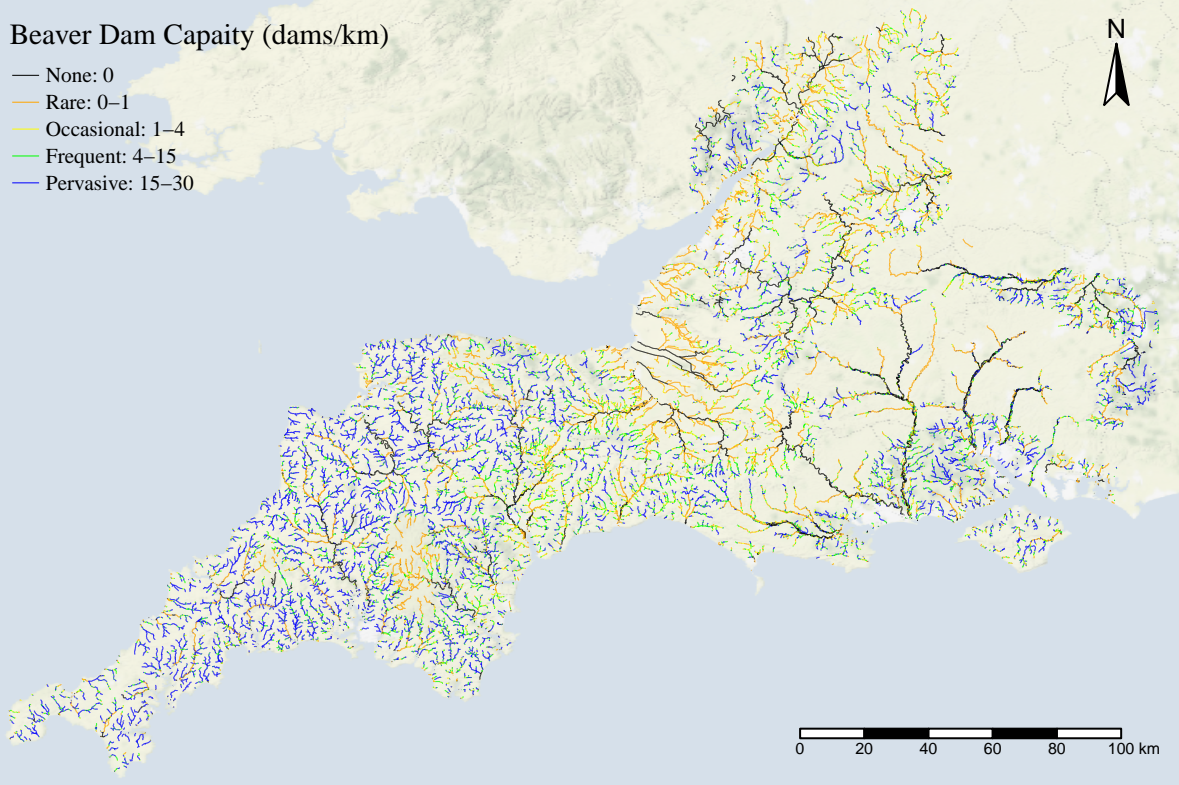 Beaver Dam Capaity (dams/km)
None: 0
Rare: 0–1
Occasional: 1–4
Frequent: 4–15
Pervasive: 15–30
N
0 20 40 60 80 100 km